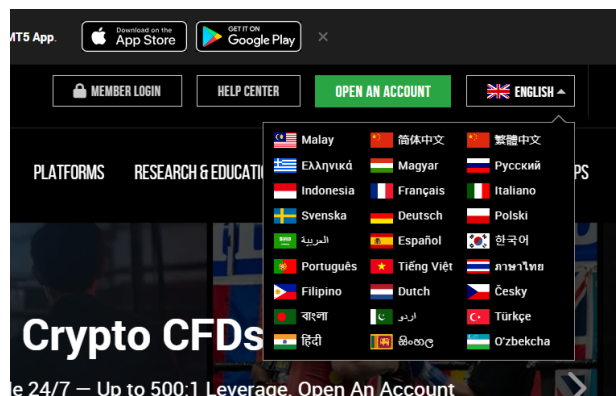 MT5 App.
Download on the
App Store
GET IT ON
Google Play
×
MEMBER LOGIN
HELP CENTER
OPEN AN ACCOUNT
ENGLISH
PLATFORMS
RESEARCH & EDUCATI
PS
Malay
简体中文
繁體中文
Ελληνικά
Magyar
Русский
Indonesia
Français
Italiano
Svenska
Deutsch
Polski
العربية
Español
한국어
Português
Tiếng Việt
ภาษาไทย
Filipino
Dutch
Česky
বাংলা
اردو
Türkçe
हिंदी
සිංහල
O'zbekcha
Crypto CFDs
le 24/7 — Up to 500:1 Leverage. Open An Account